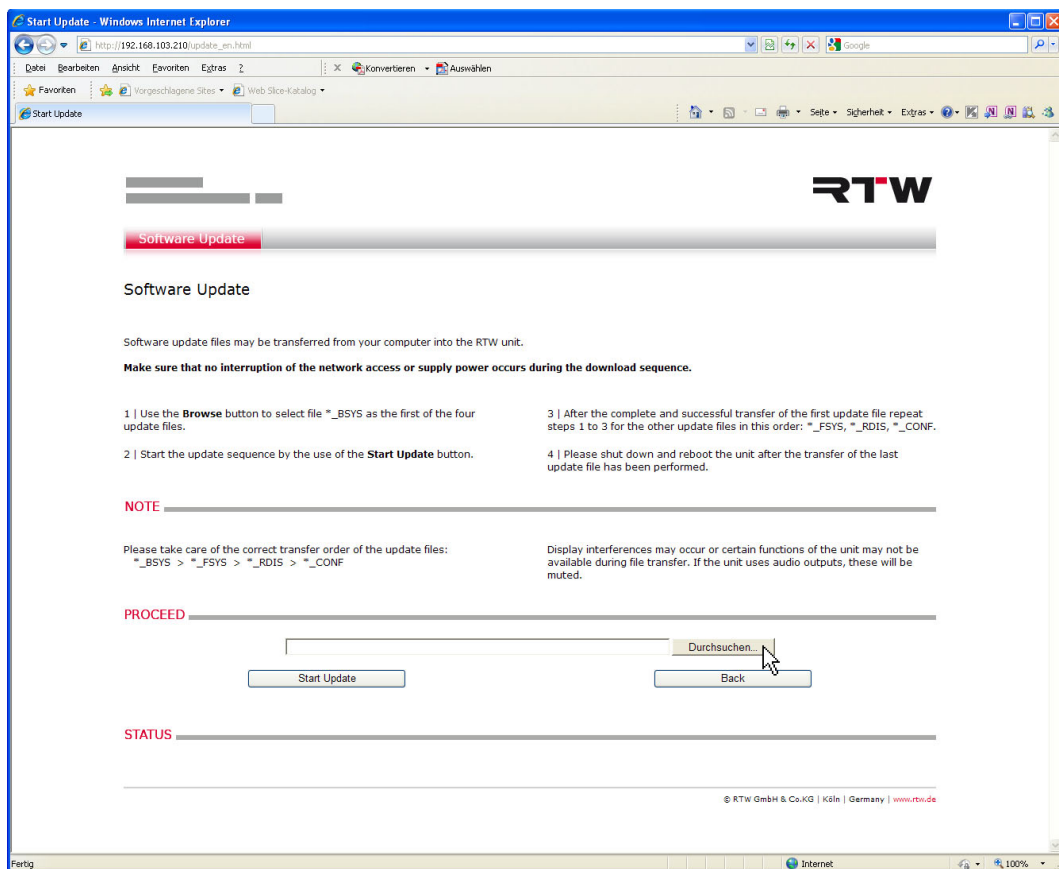 Start Update - Windows Internet Explorer
http://192.168.103.210/update_en.html
Google
Datei Bearbeiten Ansicht Favoriten Extras ?
X Konvertieren Auswählen
Favoriten Vorgeschlagene Sites Web Slice-Katalog
Start Update
Seite Sicherheit Extras
RTW
Software Update
Software Update
Software update files may be transferred from your computer into the RTW unit.
Make sure that no interruption of the network access or supply power occurs during the download sequence.
1 | Use the Browse button to select file *_BSYS as the first of the four
update files.
2 | Start the update sequence by the use of the Start Update button.
3 | After the complete and successful transfer of the first update file repeat
steps 1 to 3 for the other update files in this order: *_FSYS, *_RDIS, *_CONF.
4 | Please shut down and reboot the unit after the transfer of the last
update file has been performed.
NOTE
Please take care of the correct transfer order of the update files:
*_BSYS > *_FSYS > *_RDIS > *_CONF
Display interferences may occur or certain functions of the unit may not be
available during file transfer. If the unit uses audio outputs, these will be
muted.
PROCEED
Durchsuchen...
Start Update
Back
STATUS
© RTW GmbH & Co.KG | Köln | Germany | www.rtw.de
Fertig
Internet
100%